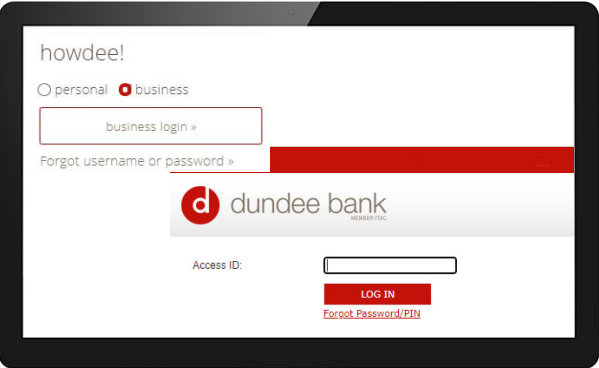 howdee!
personal business
business login »
Forgot username or password »
d dundee bank
MEMBER FDIC
Access ID:
LOG IN
Forgot Password/PIN